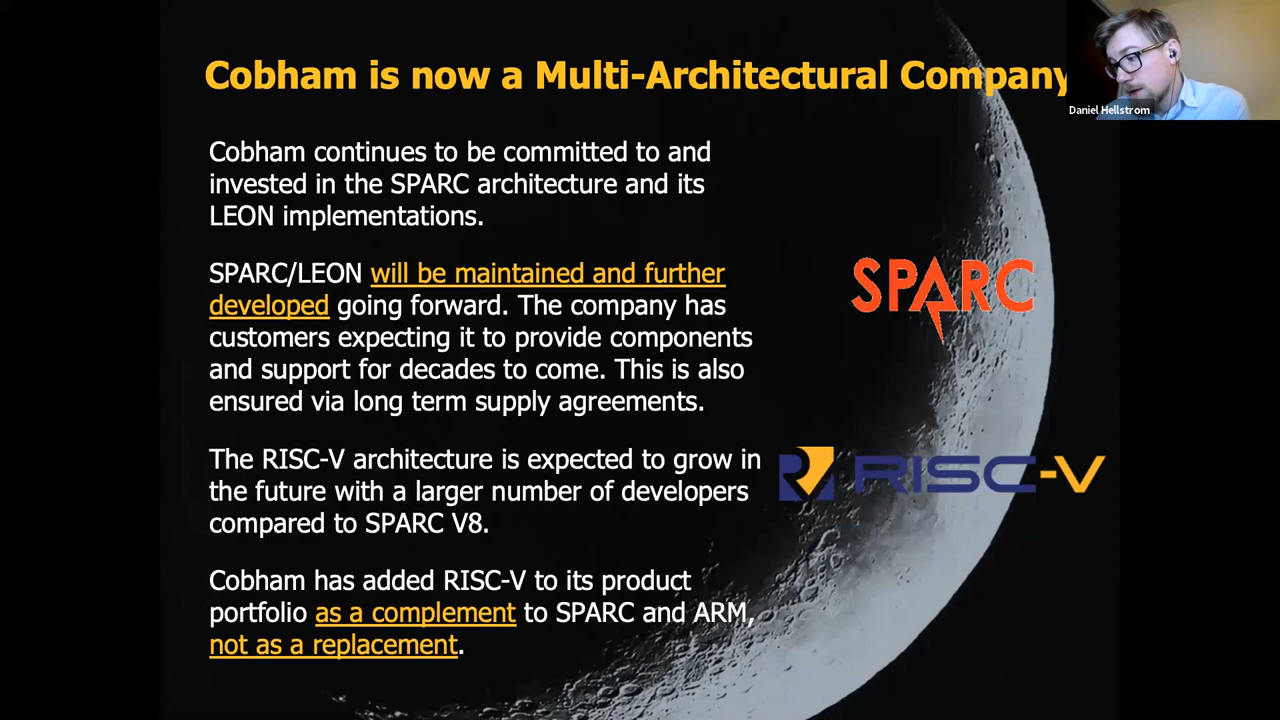 Cobham is now a Multi-Architectural Company
Daniel Hellstrom
Cobham continues to be committed to and
invested in the SPARC architecture and its
LEON implementations.
SPARC/LEON will be maintained and further
developed going forward. The company has
customers expecting it to provide components
and support for decades to come. This is also
ensured via long term supply agreements.
SPARC
The RISC-V architecture is expected to grow in
the future with a larger number of developers
compared to SPARC V8.
RISC-V
Cobham has added RISC-V to its product
portfolio as a complement to SPARC and ARM,
not as a replacement.